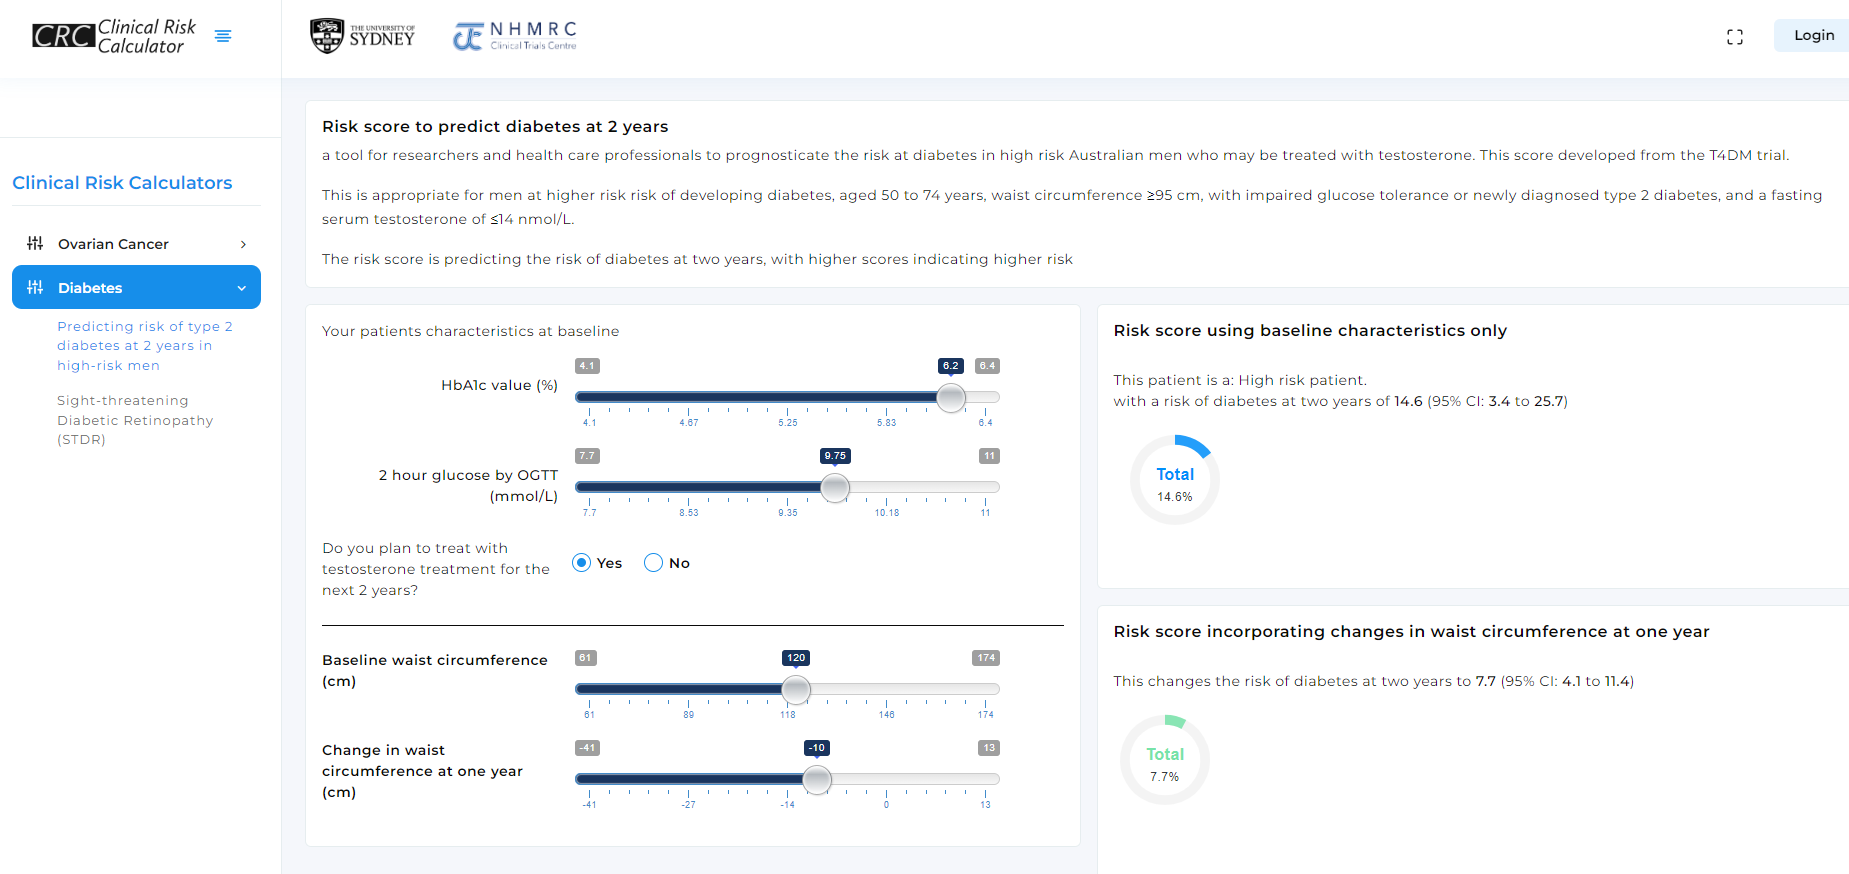 CRC Clinical Risk
Calculator
THE UNIVERSITY OF
SYDNEY
NHMRC
Clinical Trials Centre
Login
Clinical Risk Calculators
Ovarian Cancer
Diabetes
Predicting risk of type 2
diabetes at 2 years in
high-risk men
Sight-threatening
Diabetic Retinopathy
(STDR)
Risk score to predict diabetes at 2 years
a tool for researchers and health care professionals to prognosticate the risk at diabetes in high risk Australian men who may be treated with testosterone. This score developed from the T4DM trial.
This is appropriate for men at higher risk risk of developing diabetes, aged 50 to 74 years, waist circumference ≥95 cm, with impaired glucose tolerance or newly diagnosed type 2 diabetes, and a fasting
serum testosterone of ≤14 nmol/L.
The risk score is predicting the risk of diabetes at two years, with higher scores indicating higher risk
Your patients characteristics at baseline
HbA1c value (%)
4.1 6.2 6.4
4.1 4.67 5.25 5.83 6.4
2 hour glucose by OGTT
(mmol/L)
7.7 9.75 11
7.7 8.53 9.35 10.18 11
Do you plan to treat with
testosterone treatment for the
next 2 years?
Yes No
Baseline waist circumference
(cm)
61 120 174
61 89 118 146 174
Change in waist
circumference at one year
(cm)
-41 -10 13
-41 -27 -14 0 13
Risk score using baseline characteristics only
This patient is a: High risk patient.
with a risk of diabetes at two years of 14.6 (95% CI: 3.4 to 25.7)
Total
14.6%
Risk score incorporating changes in waist circumference at one year
This changes the risk of diabetes at two years to 7.7 (95% CI: 4.1 to 11.4)
Total
7.7%